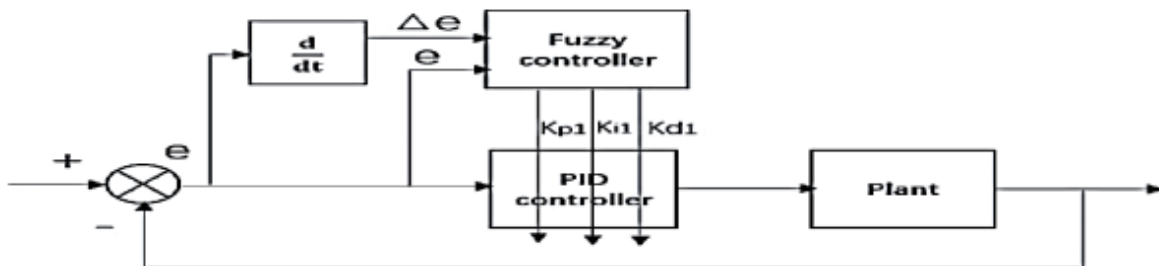 Δe
d
dt
Fuzzy
controller
e
Kp1 Ki1 Kd1
+
e
PID
controller
Plant
-